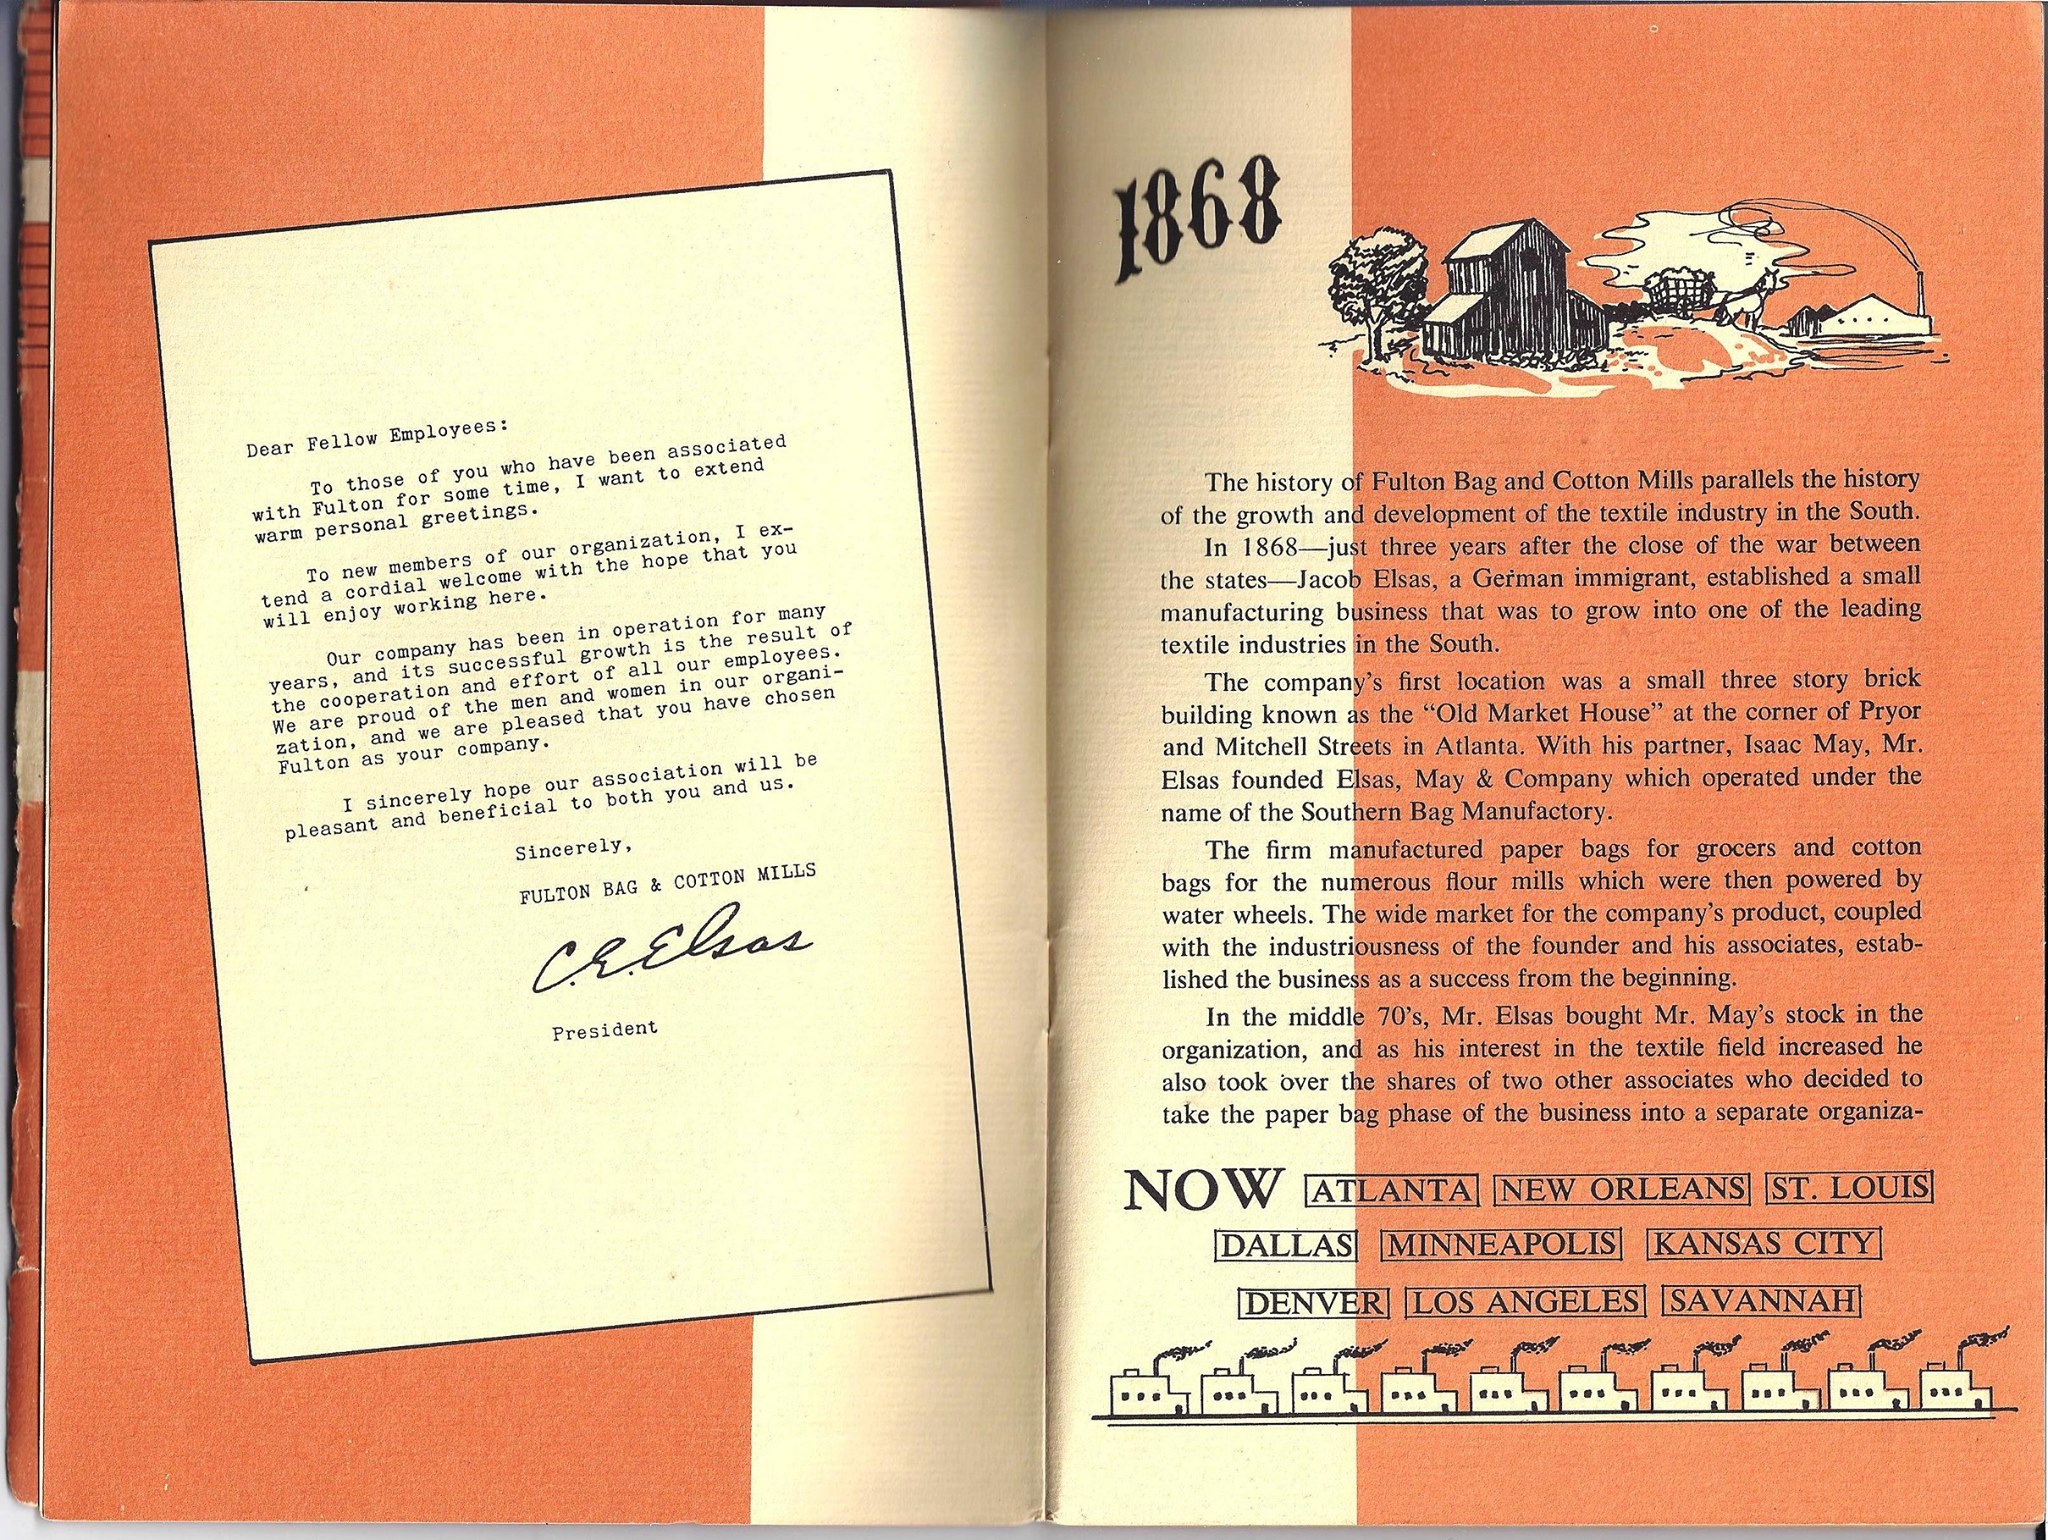 Dear Fellow Employees:
To those of you who have been associated
with Fulton for some time, I want to extend
warm personal greetings.
To new members of our organization, I ex-
tend a cordial welcome with the hope that you
will enjoy working here.
Our company has been in operation for many
years, and its successful growth is the result of
the cooperation and effort of all our employees.
We are proud of the men and women in our organi-
zation, and we are pleased that you have chosen
Fulton as your company.
I sincerely hope our association will be
pleasant and beneficial to both you and us.
Sincerely,
FULTON BAG & COTTON MILLS
C. E. Elsas
President
1868
The history of Fulton Bag and Cotton Mills parallels the history
of the growth and development of the textile industry in the South.
In 1868—just three years after the close of the war between
the states—Jacob Elsas, a German immigrant, established a small
manufacturing business that was to grow into one of the leading
textile industries in the South.
The company's first location was a small three story brick
building known as the "Old Market House" at the corner of Pryor
and Mitchell Streets in Atlanta. With his partner, Isaac May, Mr.
Elsas founded Elsas, May & Company which operated under the
name of the Southern Bag Manufactory.
The firm manufactured paper bags for grocers and cotton
bags for the numerous flour mills which were then powered by
water wheels. The wide market for the company's product, coupled
with the industriousness of the founder and his associates, estab-
lished the business as a success from the beginning.
In the middle 70's, Mr. Elsas bought Mr. May's stock in the
organization, and as his interest in the textile field increased he
also took over the shares of two other associates who decided to
take the paper bag phase of the business into a separate organiza-
NOW ATLANTA NEW ORLEANS ST. LOUIS
DALLAS MINNEAPOLIS KANSAS CITY
DENVER LOS ANGELES SAVANNAH